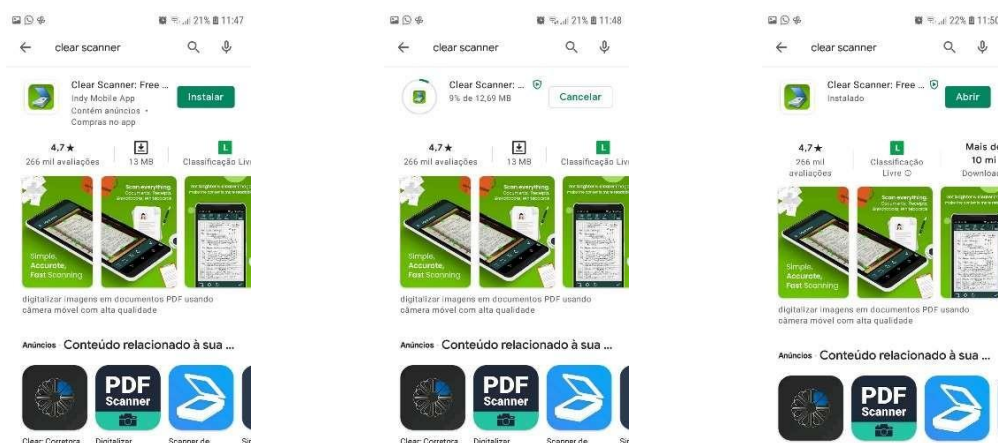 21% 11:47
clear scanner
Clear Scanner: Free ...
Indy Mobile App
Contém anúncios •
Compras no app
Instalar
4,7★
266 mil avaliações
13 MB
L
Classificação Livr
Scan everything.
Simple,
Accurate,
Fast Scanning
digitalizar imagens em documentos PDF usando
câmera móvel com alta qualidade
Anúncios · Conteúdo relacionado à sua ...
PDF
Scanner
Clear: Corretora
Digitalizar
Scanner de
21% 11:48
clear scanner
Clear Scanner: ...
9% de 12,69 MB
Cancelar
4,7★
266 mil avaliações
13 MB
L
Classificação Livr
Scan everything.
Simple,
Accurate,
Fast Scanning
digitalizar imagens em documentos PDF usando
câmera móvel com alta qualidade
Anúncios · Conteúdo relacionado à sua ...
PDF
Scanner
Clear: Corretora
Digitalizar
Scanner de
22% 11:50
clear scanner
Clear Scanner: Free ...
Instalado
Abrir
4,7★
266 mil
avaliações
L
Classificação
Livre
Mais de
10 mi
Download
Scan everything.
Simple,
Accurate,
Fast Scanning
digitalizar imagens em documentos PDF usando
câmera móvel com alta qualidade
Anúncios · Conteúdo relacionado à sua ...
PDF
Scanner